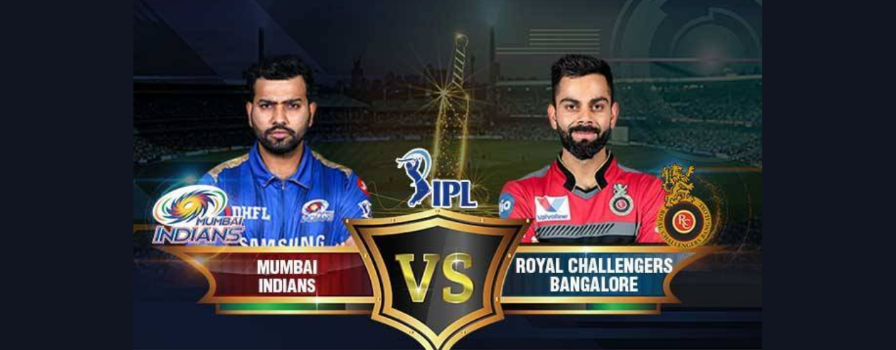 MUMBAI
INDIANS
DHFL
SAMSUNG
IPL
Valvoline
MUMBAI
INDIANS
VS
ROYAL CHALLENGERS
BANGALORE